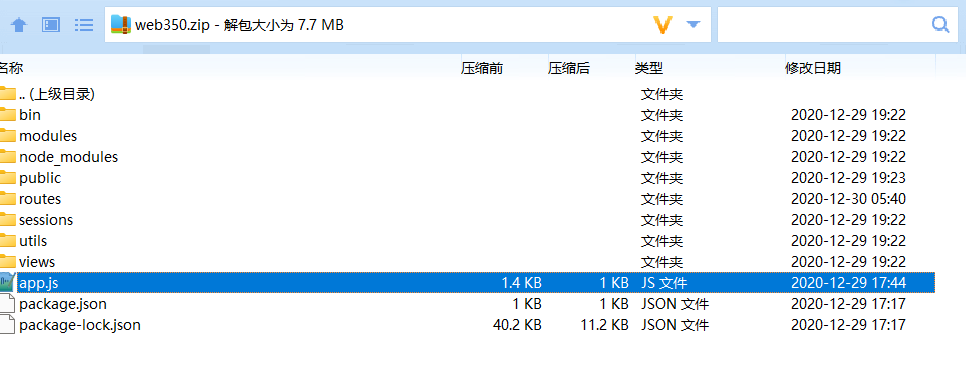 web350.zip - 解包大小为 7.7 MB
名称 压缩前 压缩后 类型 修改日期
.. (上级目录) 文件夹
bin 文件夹 2020-12-29 19:22
modules 文件夹 2020-12-29 19:22
node_modules 文件夹 2020-12-29 19:22
public 文件夹 2020-12-29 19:23
routes 文件夹 2020-12-30 05:40
sessions 文件夹 2020-12-29 19:22
utils 文件夹 2020-12-29 19:22
views 文件夹 2020-12-29 19:22
app.js 1.4 KB 1 KB JS 文件 2020-12-29 17:44
package.json 1 KB 1 KB JSON 文件 2020-12-29 17:17
package-lock.json 40.2 KB 11.2 KB JSON 文件 2020-12-29 17:17